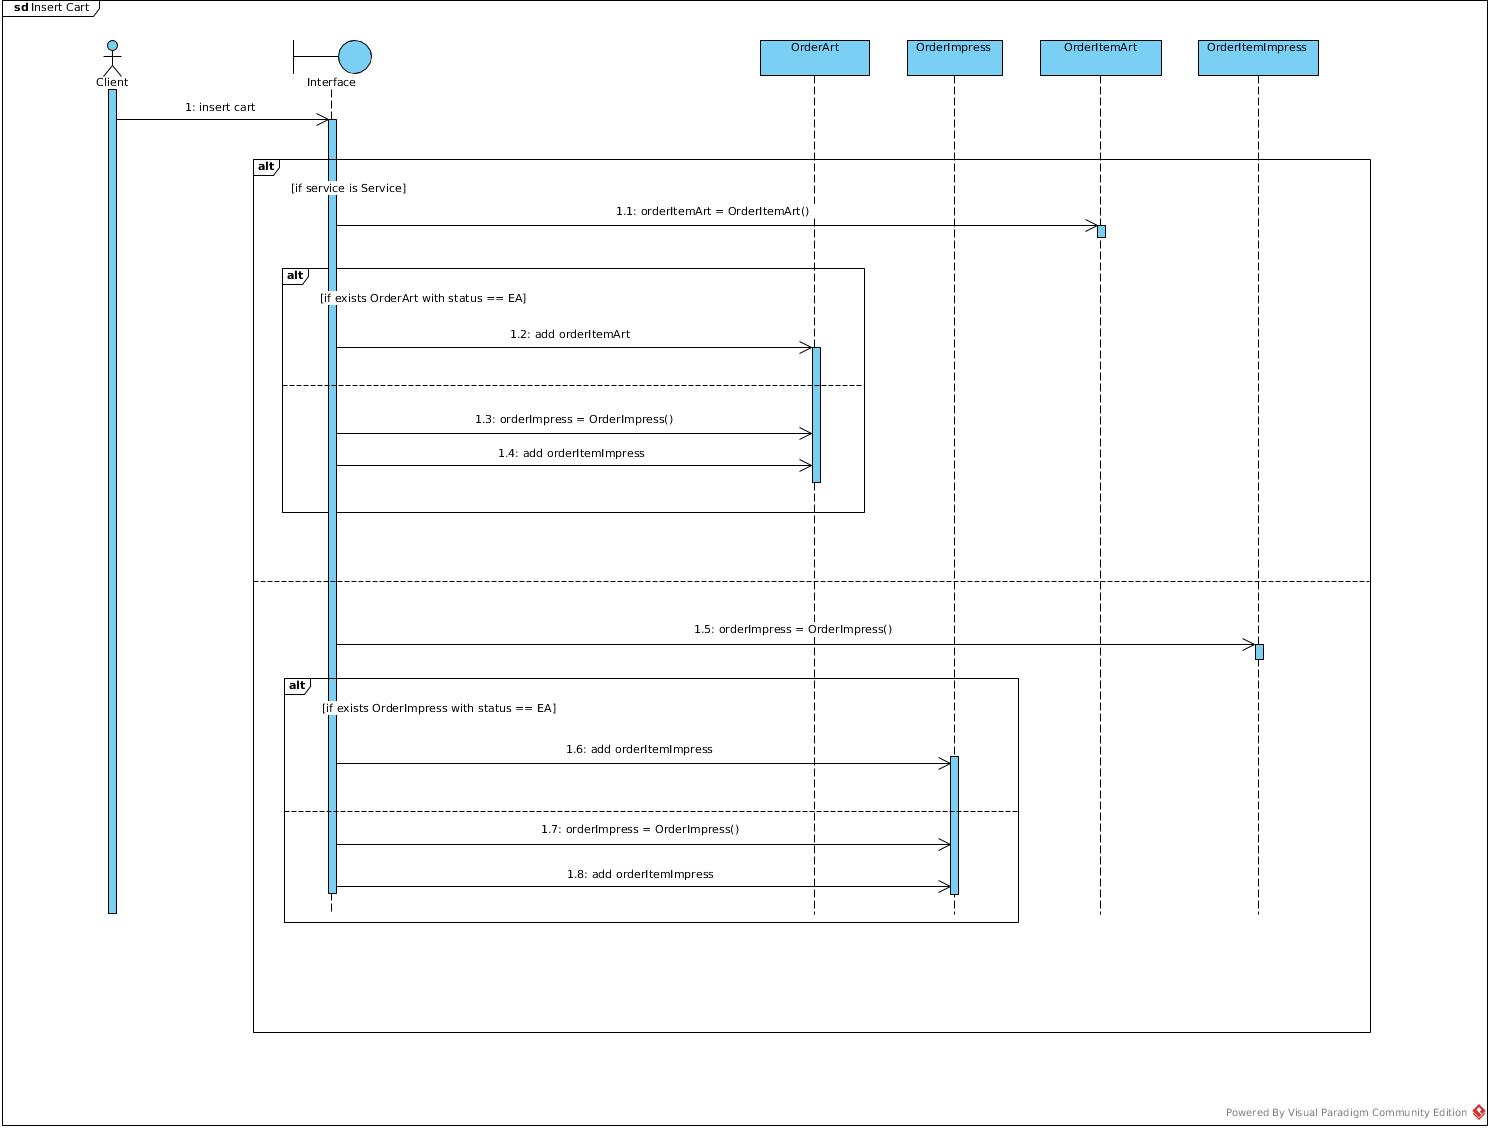 sd Insert Cart
Client
Interface
OrderArt
OrderImpress
OrderItemArt
OrderItemImpress
1: insert cart
alt
[if service is Service]
1.1: orderItemArt = OrderItemArt()
alt
[if exists OrderArt with status == EA]
1.2: add orderItemArt
1.3: orderImpress = OrderImpress()
1.4: add orderItemImpress
1.5: orderImpress = OrderImpress()
alt
[if exists OrderImpress with status == EA]
1.6: add orderItemImpress
1.7: orderImpress = OrderImpress()
1.8: add orderItemImpress
Powered By Visual Paradigm Community Edition